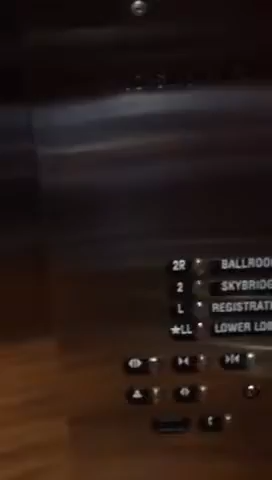 2R BALLROO
2 SKYBRIDG
L REGISTRATI
★LL LOWER LOB